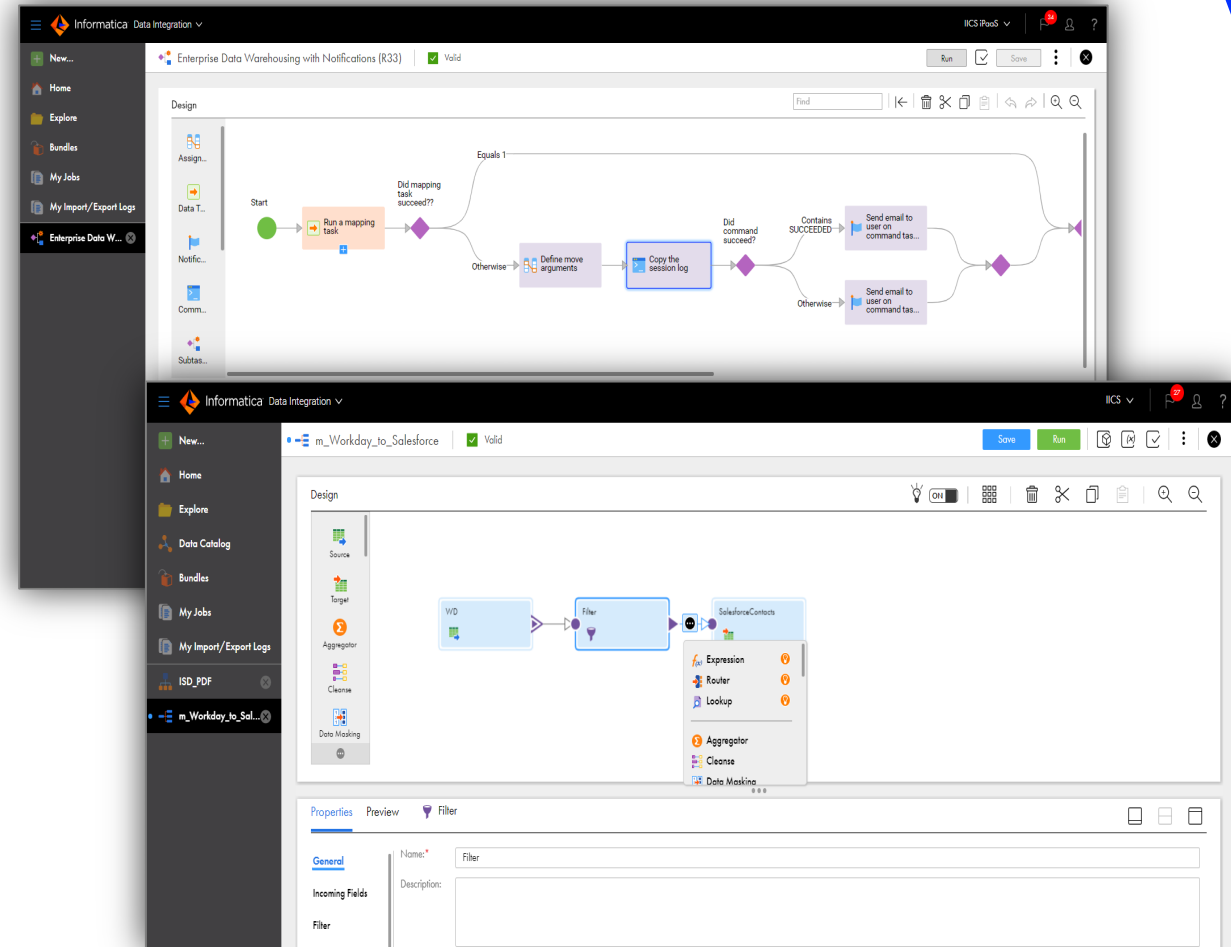 Informatica Data Integration
IICS iPaaS
34
?
New...
Home
Explore
Bundles
My Jobs
My Import/Export Logs
Enterprise Data W...
Enterprise Data Warehousing with Notifications (R33)
Valid
Run
Save
Design
Find
Assign...
Data T...
Notific...
Comm...
Subtas...
Start
Run a mapping
task
Did mapping
task
succeed??
Equals 1
Otherwise
Define move
arguments
Copy the
session log
Did
command
succeed?
Contains
SUCCEEDED
Send email to
user on
command tas...
Otherwise
Send email to
user on
command tas...
Informatica Data Integration
IICS
27
?
New...
Home
Explore
Data Catalog
Bundles
My Jobs
My Import/Export Logs
ISD_PDF
m_Workday_to_Sal...
m_Workday_to_Salesforce
Valid
Save
Run
Design
ON
Source
Target
Aggregator
Cleanse
Data Masking
WD
Filter
SalesforceContacts
f(x) Expression
Router
Lookup
Aggregator
Cleanse
Data Masking
Properties
Preview
Filter
General
Incoming Fields
Filter
Name:*
Filter
Description: